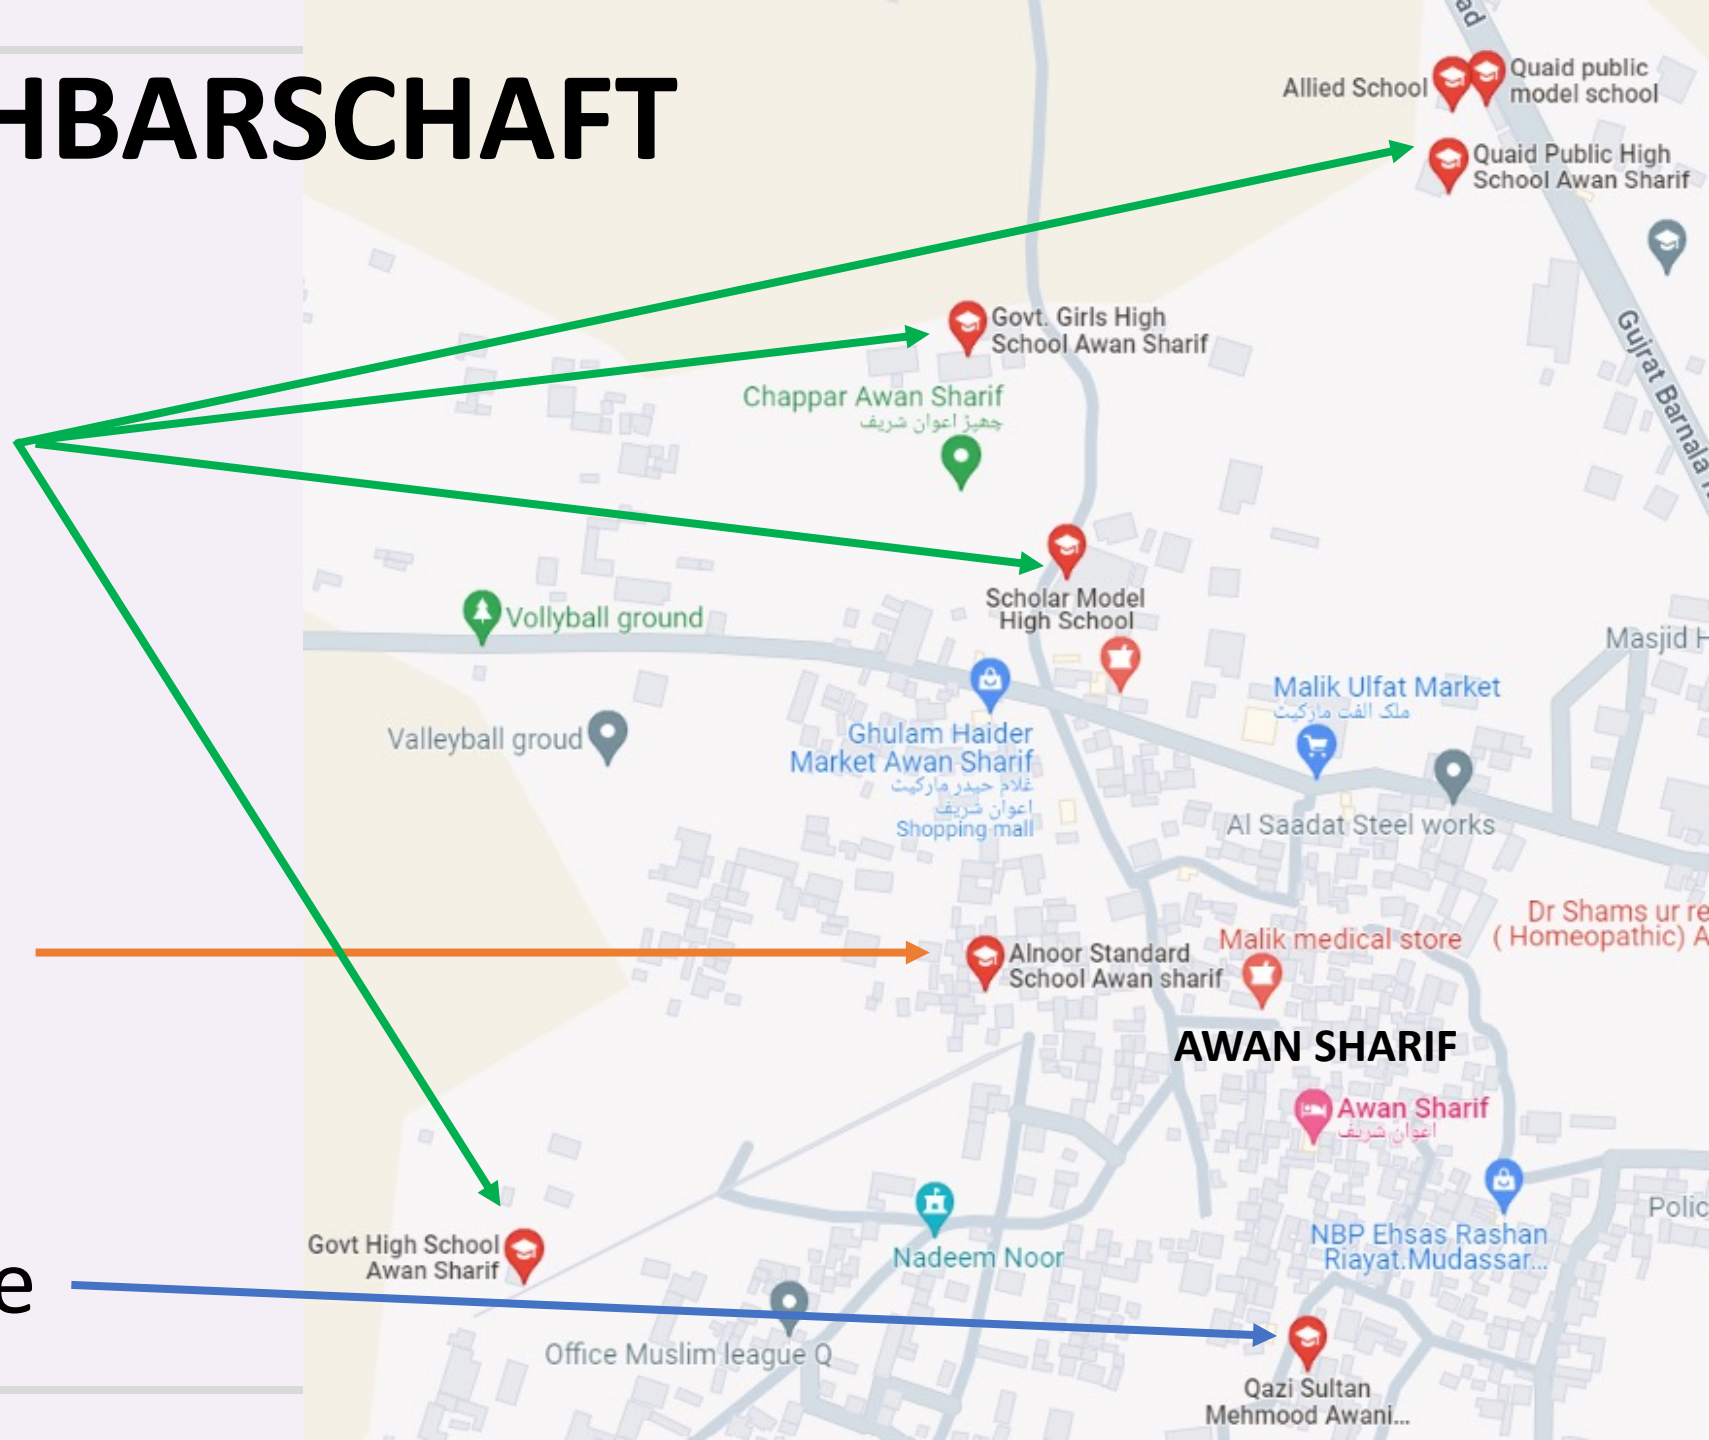 HBARSCHAFT
ad
Allied School
Quaid public
model school
Quaid Public High
School Awan Sharif
Govt. Girls High
School Awan Sharif
Gujrat Barnala
Chappar Awan Sharif
چھپڑ اعوان شریف
Scholar Model
High School
Vollyball ground
Masjid H
Malik Ulfat Market
ملک الفت مارکیٹ
Valleyball groud
Ghulam Haider
Market Awan Sharif
غلام حیدر مارکیٹ
اعوان شریف
Shopping mall
Al Saadat Steel works
Dr Shams ur re
( Homeopathic) A
Malik medical store
Alnoor Standard
School Awan sharif
AWAN SHARIF
Awan Sharif
اعوان شریف
Polic
NBP Ehsas Rashan
Riayat.Mudassar...
Nadeem Noor
Govt High School
Awan Sharif
e
Office Muslim league Q
Qazi Sultan
Mehmood Awani...